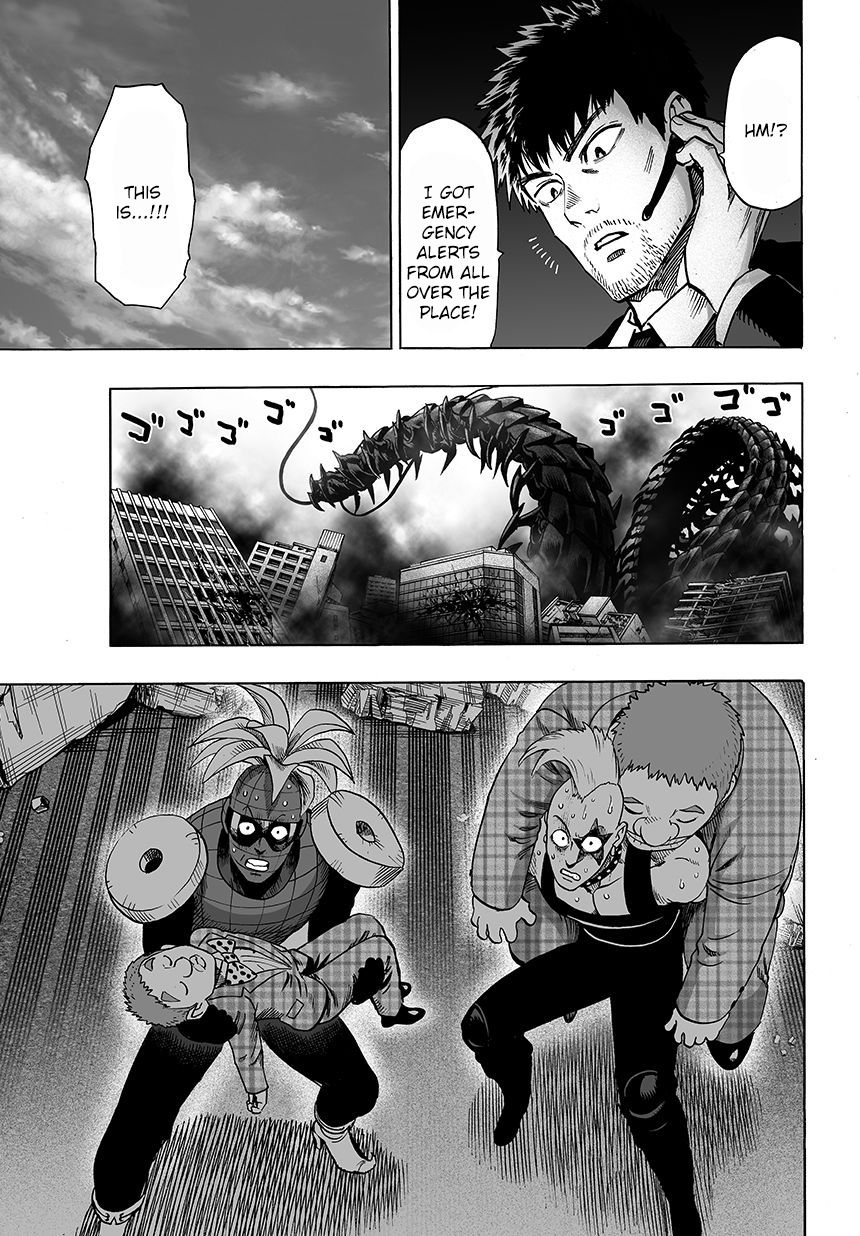 HM!?
I GOT
EMER-
GENCY
ALERTS
FROM ALL
OVER THE
PLACE!
THIS
IS...!!!
ゴゴゴゴ
ゴゴゴゴゴ